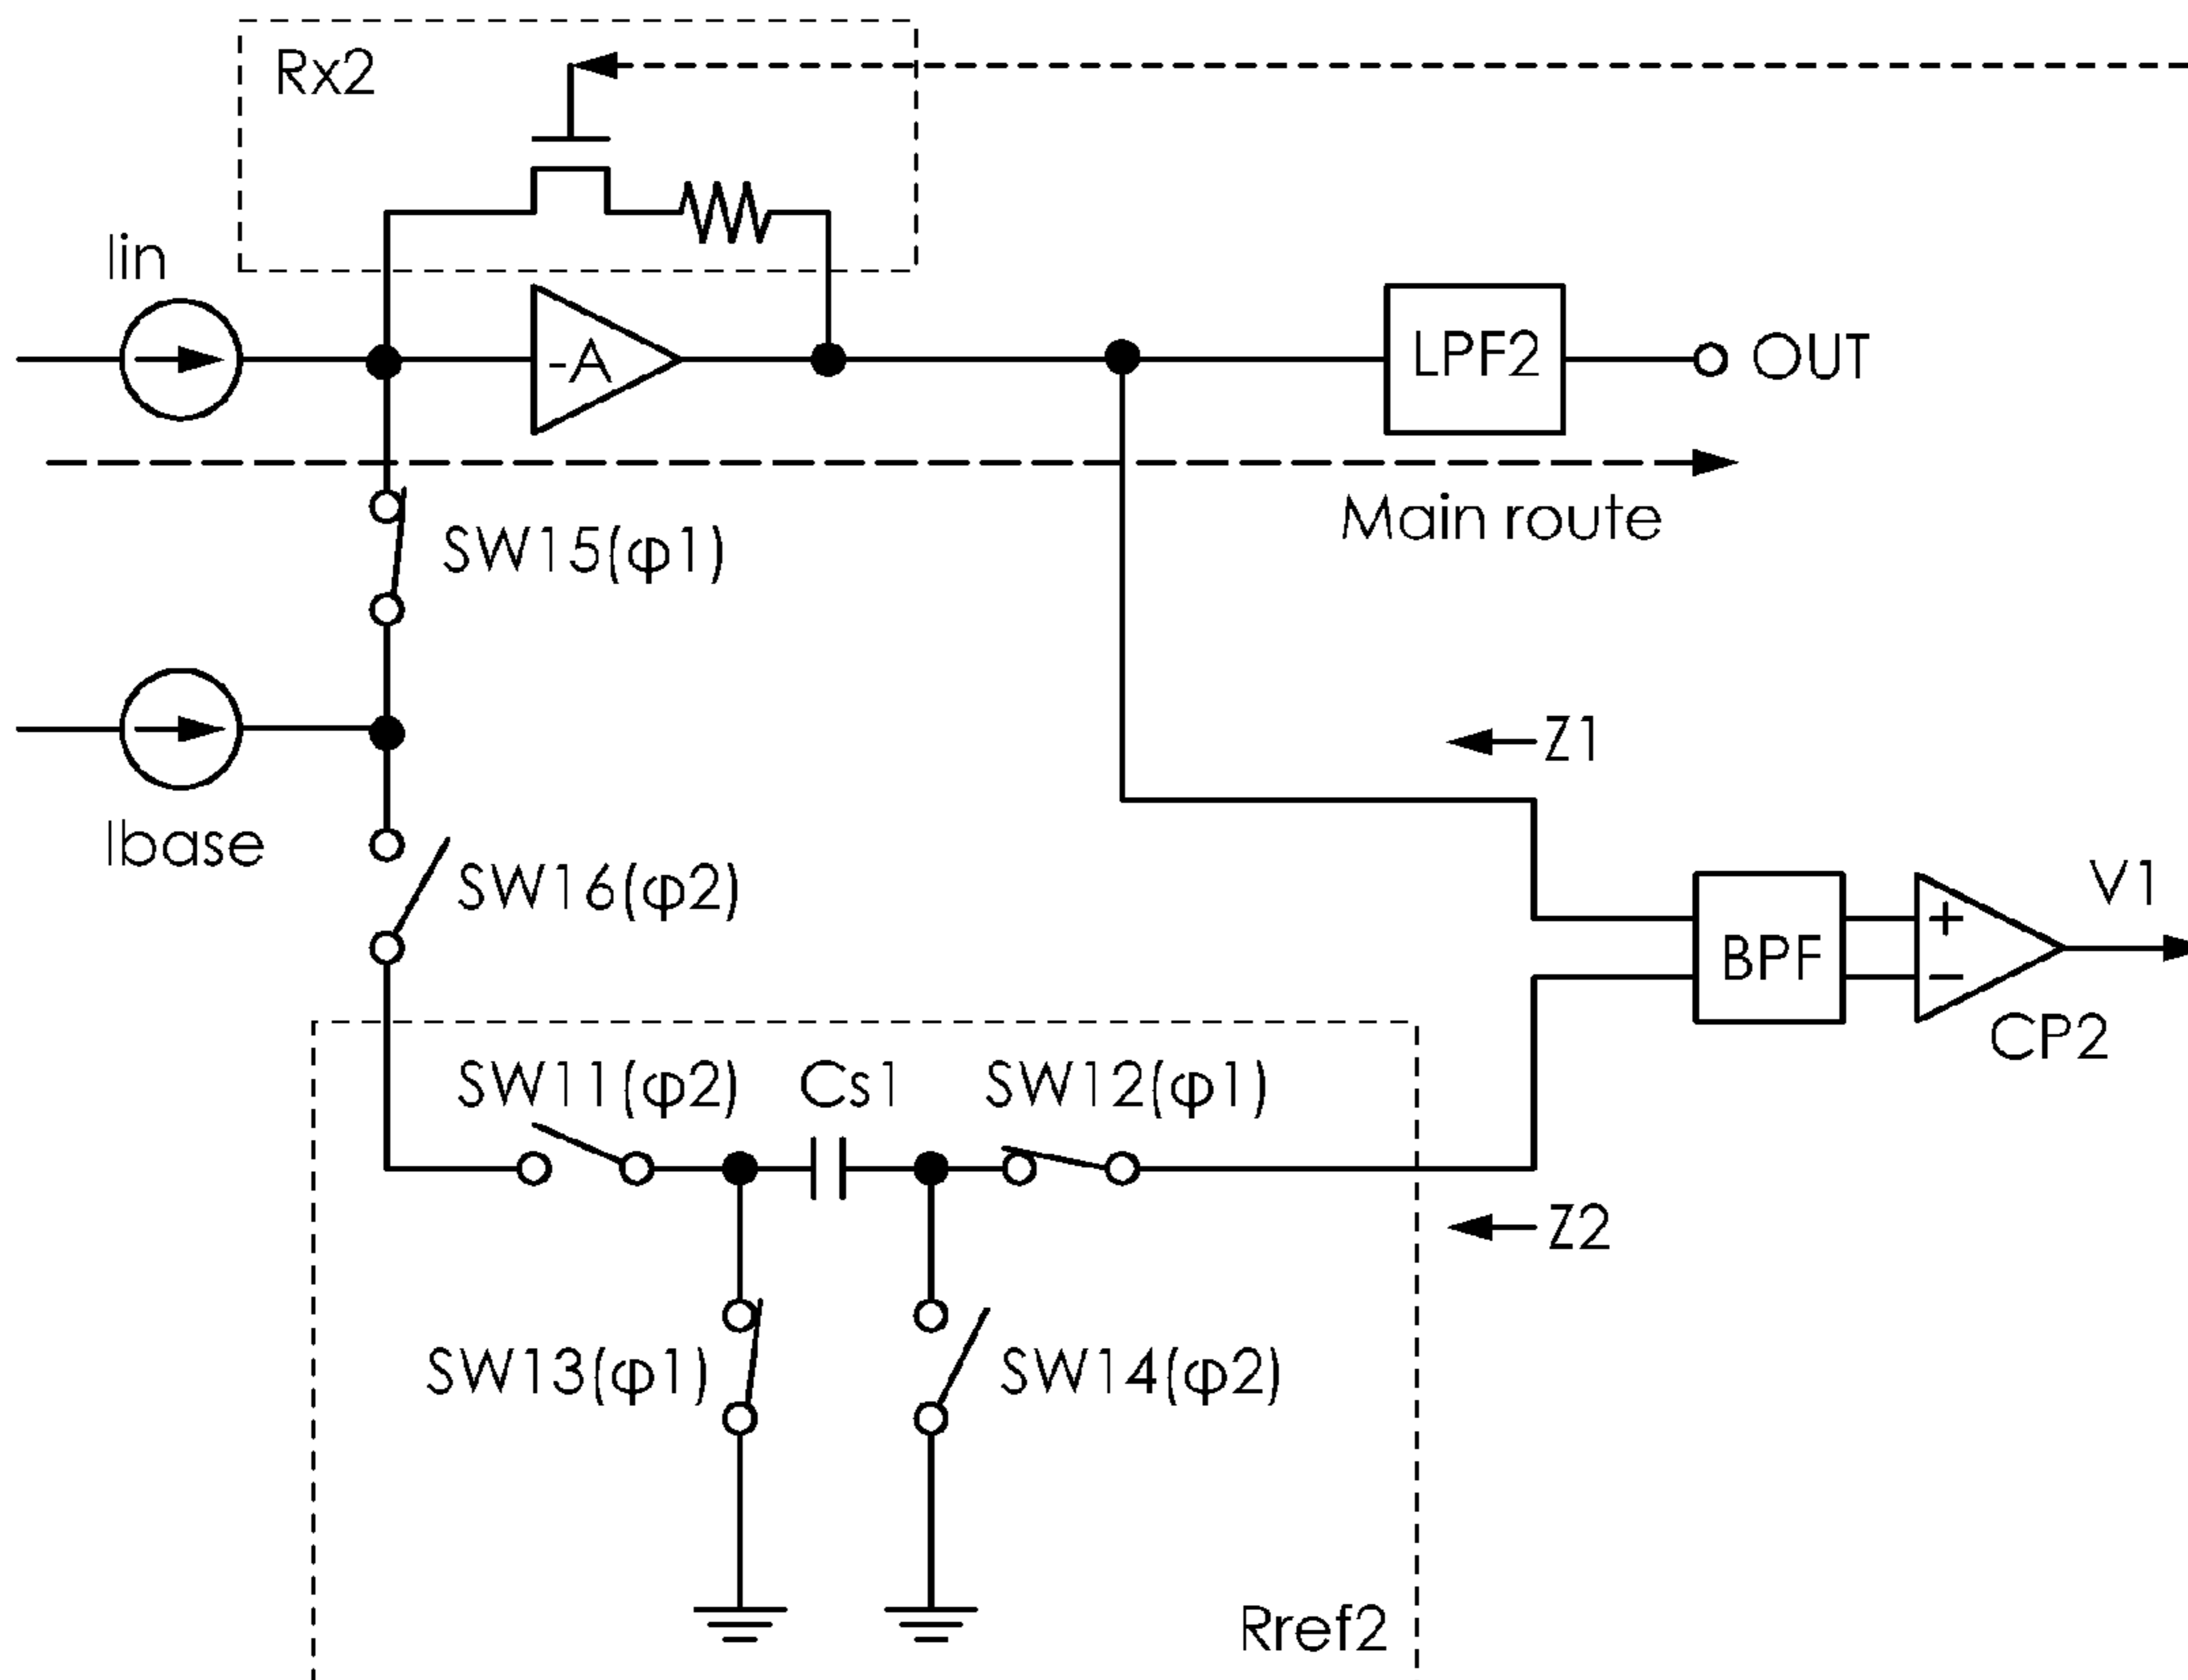 Rx2
Iin
-A
LPF2
OUT
Main route
SW15(φ1)
Z1
Ibase
SW16(φ2)
V1
+
BPF
−
CP2
SW11(φ2)
Cs1
SW12(φ1)
Z2
SW13(φ1)
SW14(φ2)
Rref2